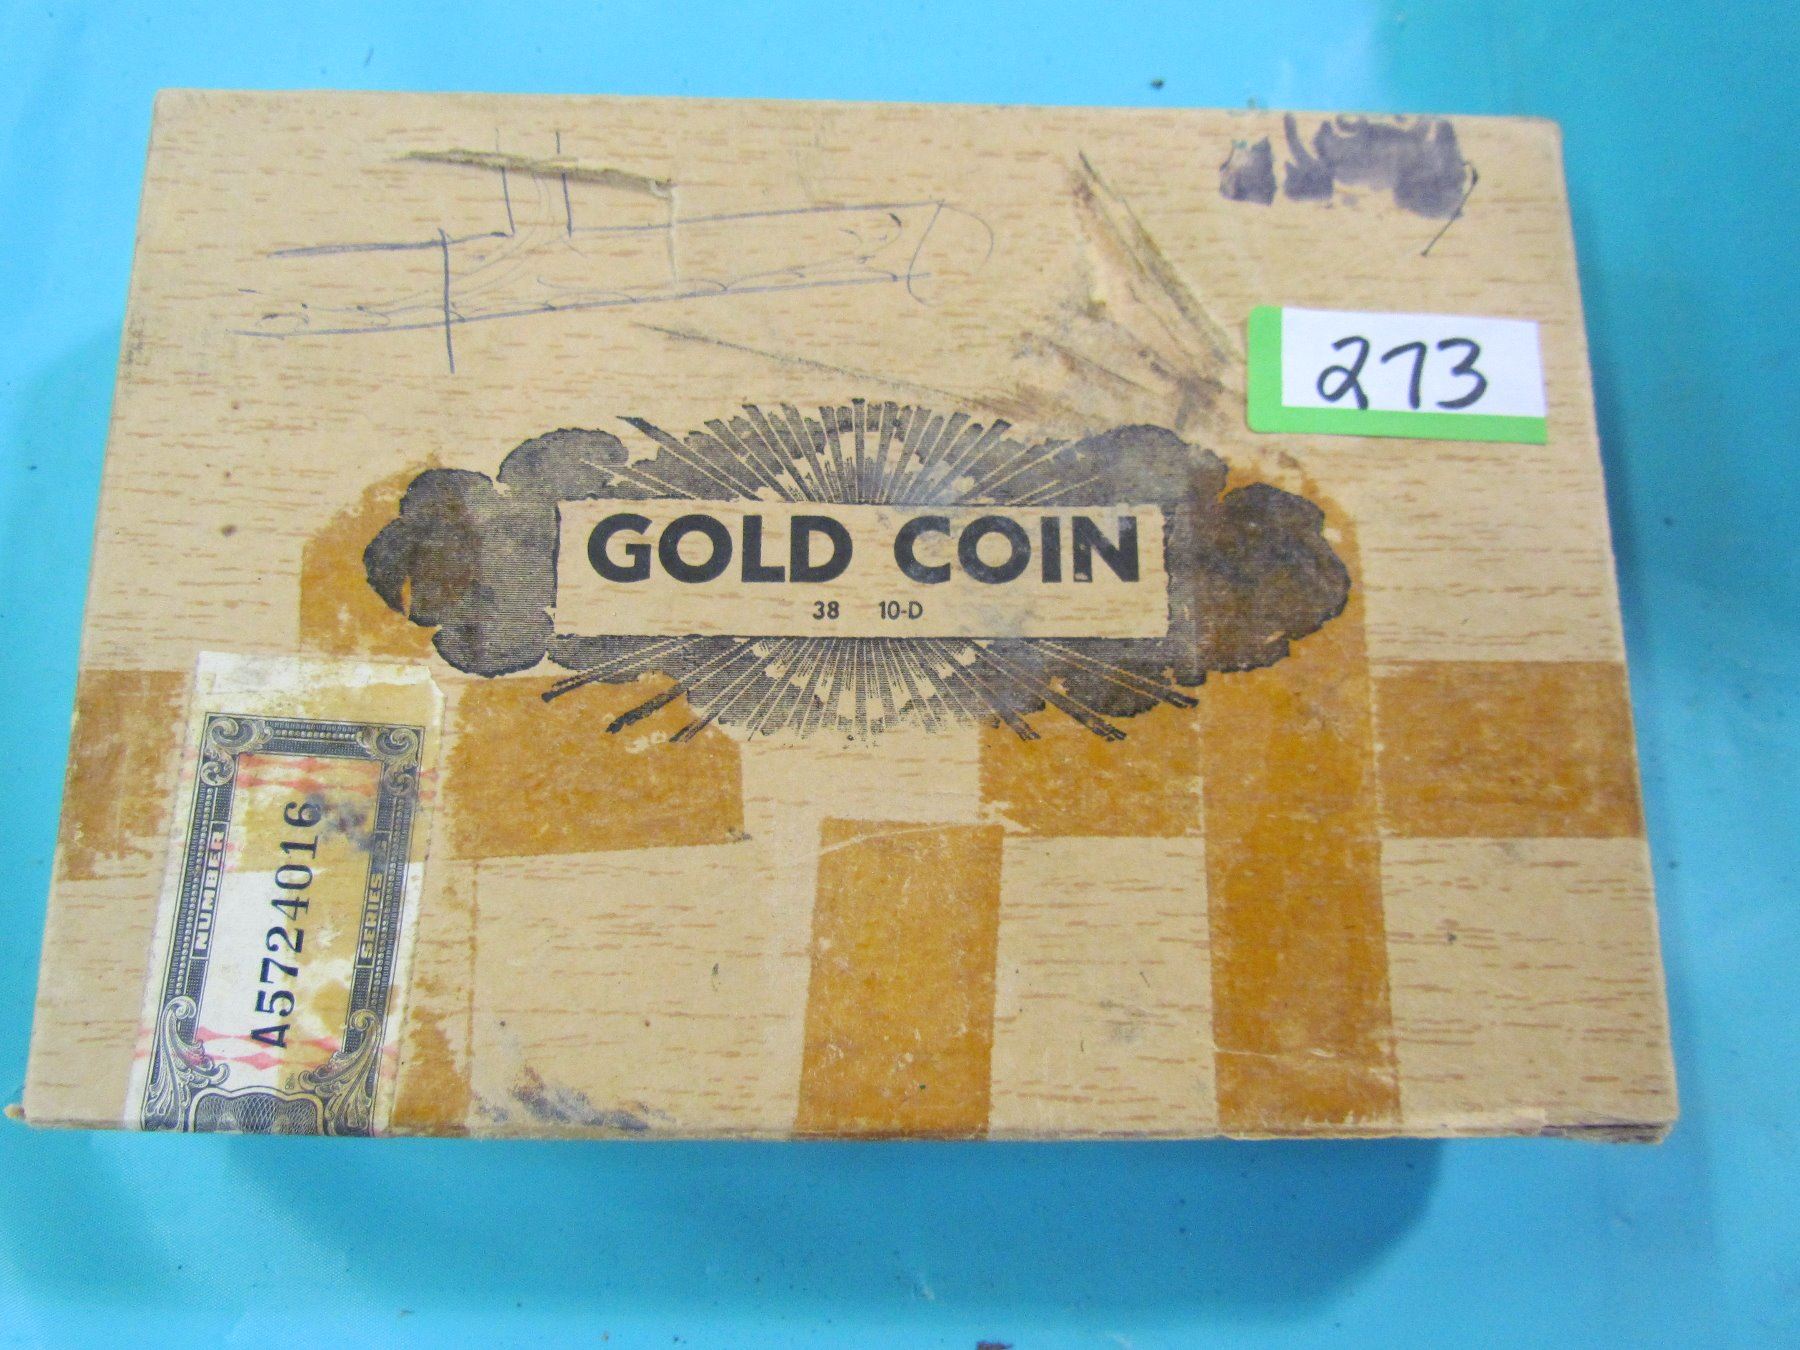 273
GOLD COIN
38 10-D
NUMBER
A5724016
SERIES